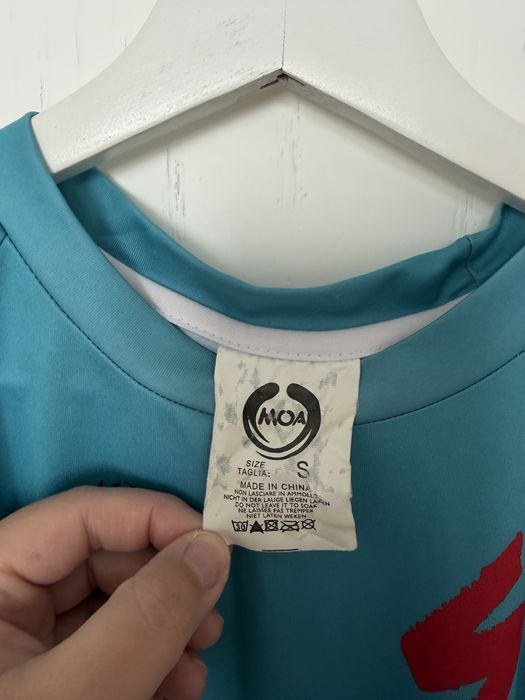 MOA
SIZE
TAGLIA: S
MADE IN CHINA
NON LASCIARE IN AMMOLLO
NICHT IN DER LAUGE LIEGEN LASSEN
DO NOT LEAVE IT TO SOAK
NE LAISSER PAS TREMPER
NIET LATEN WEKEN